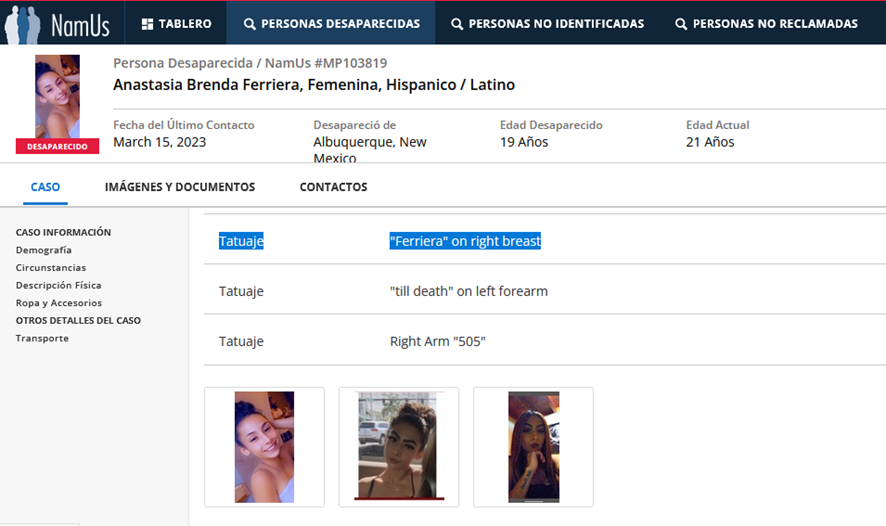 NamUs
TABLERO
PERSONAS DESAPARECIDAS
PERSONAS NO IDENTIFICADAS
PERSONAS NO RECLAMADAS
Persona Desaparecida / NamUs #MP103819
Anastasia Brenda Ferriera, Femenina, Hispanico / Latino
DESAPARECIDO
Fecha del Último Contacto
March 15, 2023
Desapareció de
Albuquerque, New
Mexico
Edad Desaparecido
19 Años
Edad Actual
21 Años
CASO
IMÁGENES Y DOCUMENTOS
CONTACTOS
CASO INFORMACIÓN
Demografía
Circunstancias
Descripción Física
Ropa y Accesorios
OTROS DETALLES DEL CASO
Transporte
Tatuaje "Ferriera" on right breast
Tatuaje "till death" on left forearm
Tatuaje Right Arm "505"